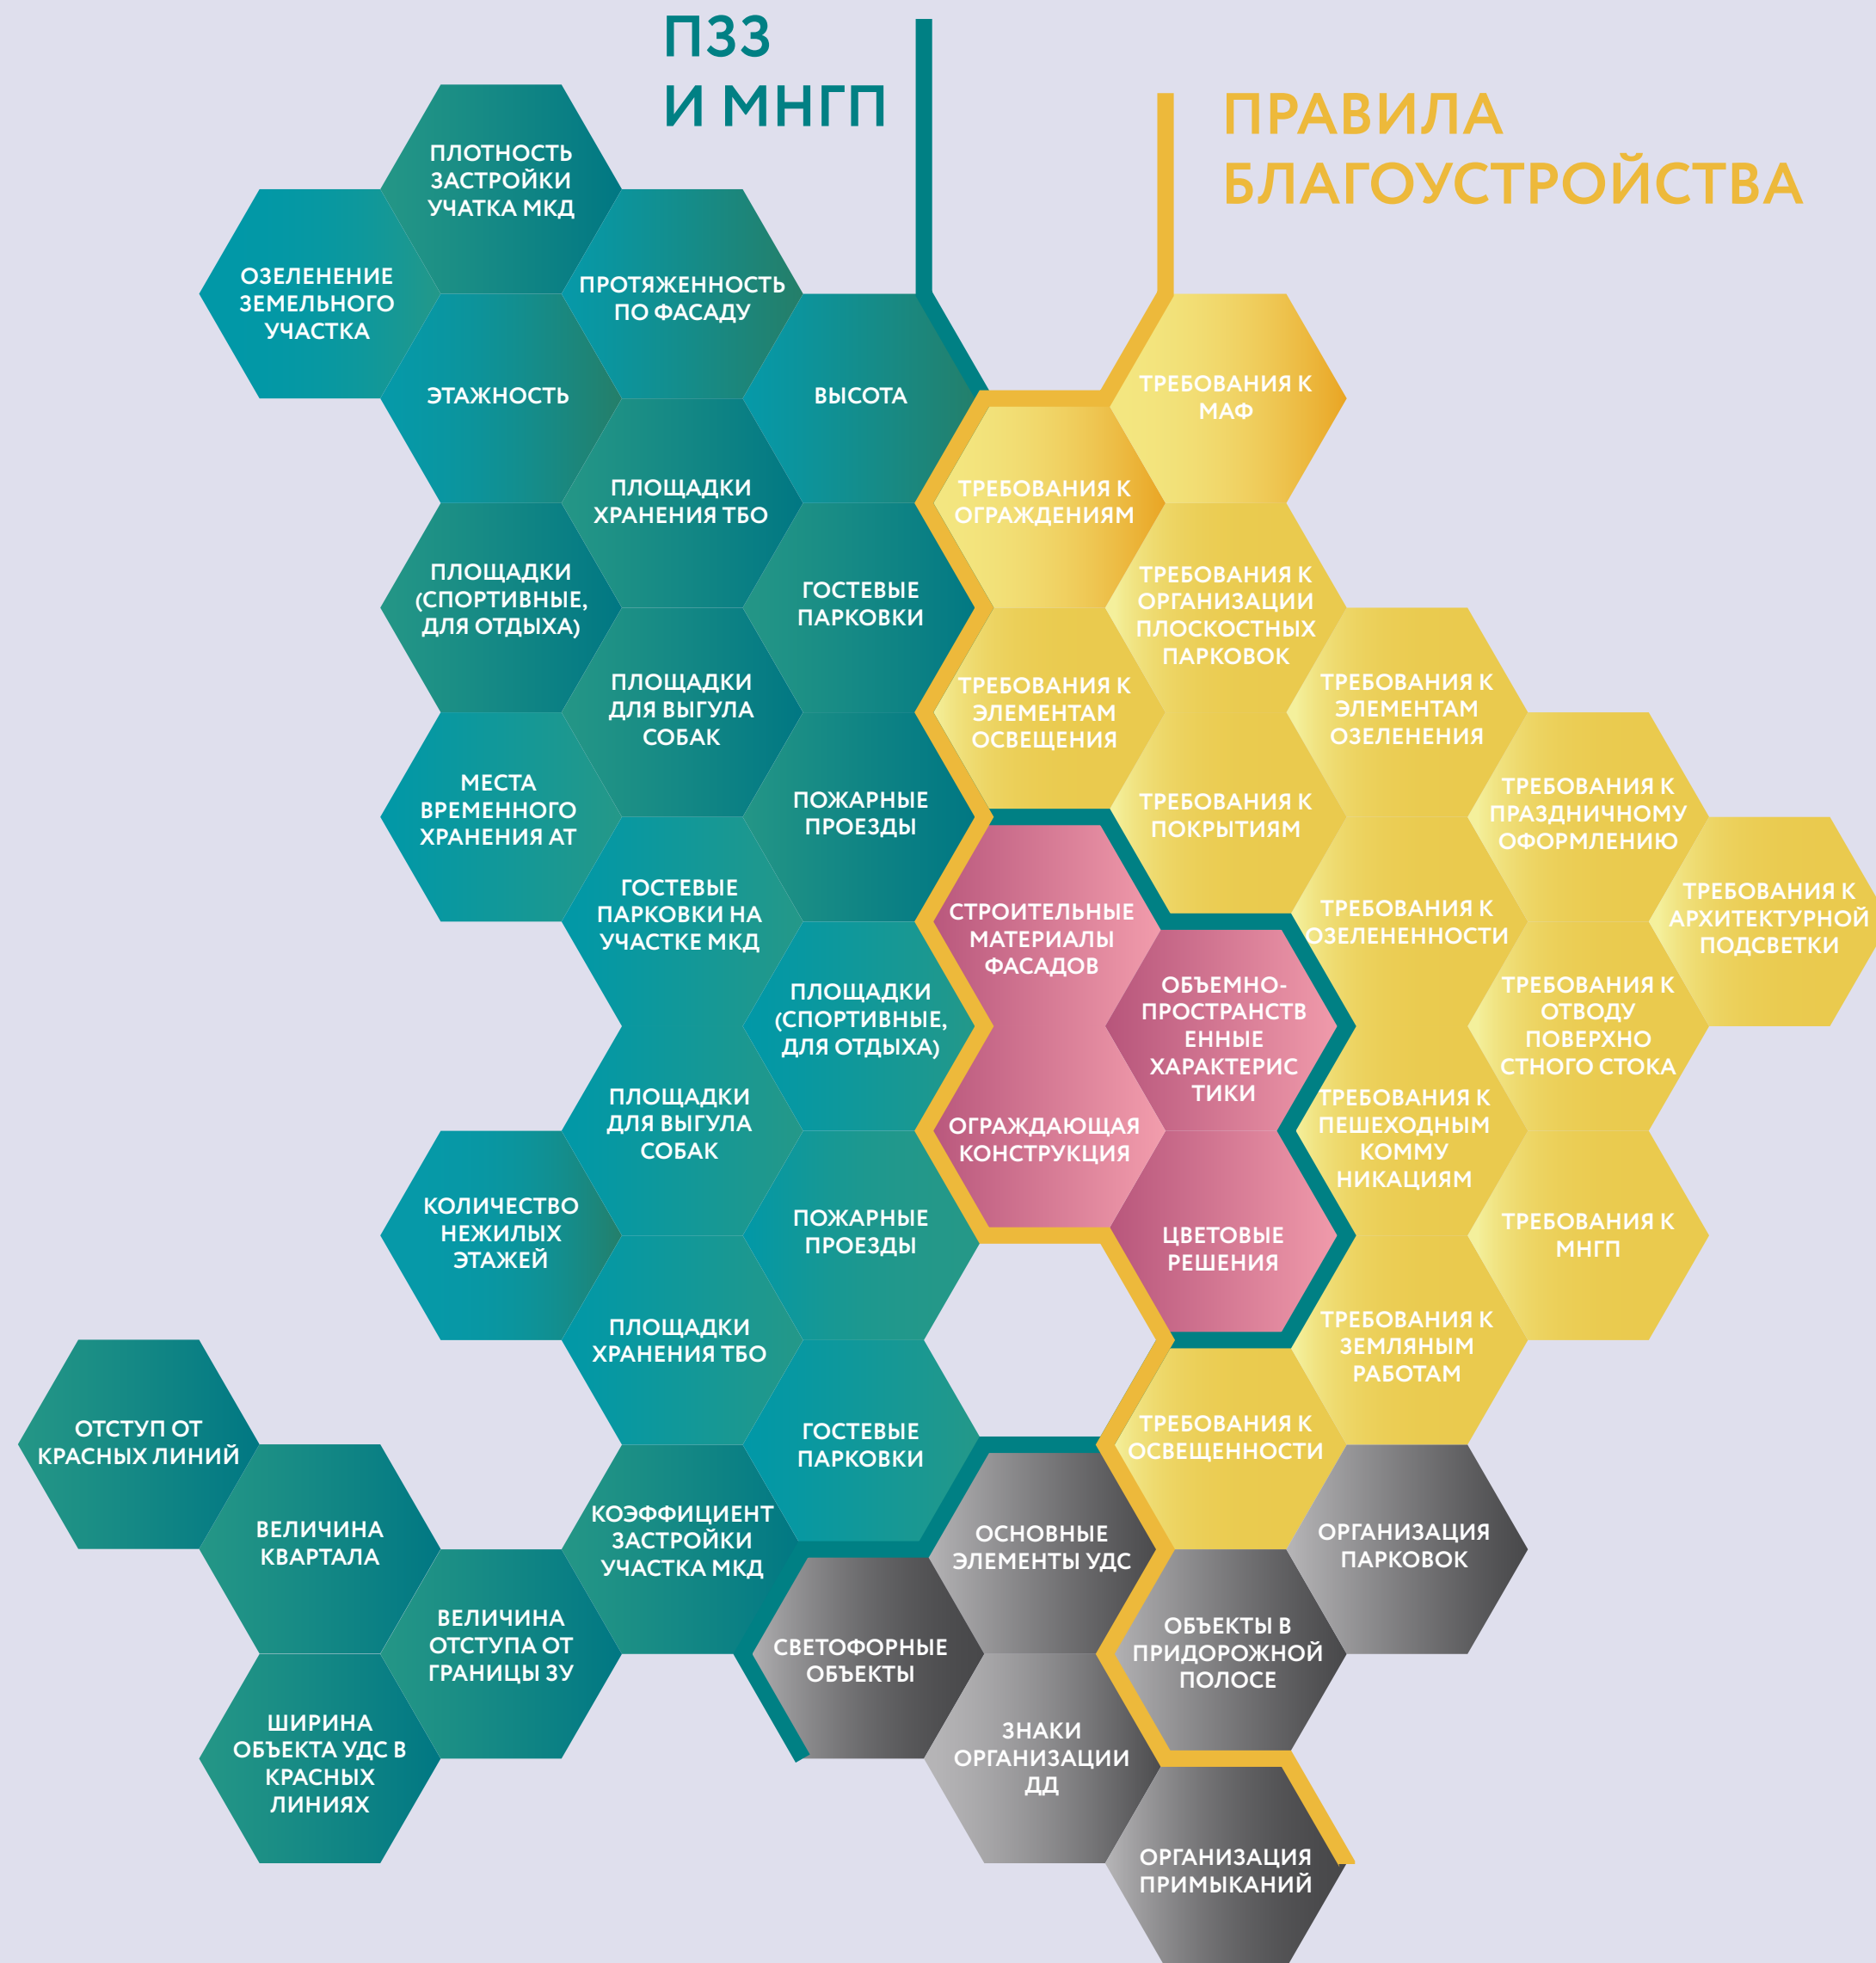 ПЗЗ
И МНГП
ПРАВИЛА
БЛАГОУСТРОЙСТВА
ПЛОТНОСТЬ
ЗАСТРОЙКИ
УЧАТКА МКД
ОЗЕЛЕНЕНИЕ
ЗЕМЕЛЬНОГО
УЧАСТКА
ПРОТЯЖЕННОСТЬ
ПО ФАСАДУ
ЭТАЖНОСТЬ
ВЫСОТА
ТРЕБОВАНИЯ К
МАФ
ПЛОЩАДКИ
ХРАНЕНИЯ ТБО
ТРЕБОВАНИЯ К
ОГРАЖДЕНИЯМ
ПЛОЩАДКИ
(СПОРТИВНЫЕ,
ДЛЯ ОТДЫХА)
ГОСТЕВЫЕ
ПАРКОВКИ
ТРЕБОВАНИЯ К
ОРГАНИЗАЦИИ
ПЛОСКОСТНЫХ
ПАРКОВОК
ПЛОЩАДКИ
ДЛЯ ВЫГУЛА
СОБАК
ТРЕБОВАНИЯ К
ЭЛЕМЕНТАМ
ОСВЕЩЕНИЯ
ТРЕБОВАНИЯ К
ЭЛЕМЕНТАМ
ОЗЕЛЕНЕНИЯ
МЕСТА
ВРЕМЕННОГО
ХРАНЕНИЯ АТ
ПОЖАРНЫЕ
ПРОЕЗДЫ
ТРЕБОВАНИЯ К
ПОКРЫТИЯМ
ТРЕБОВАНИЯ К
ПРАЗДНИЧНОМУ
ОФОРМЛЕНИЮ
ГОСТЕВЫЕ
ПАРКОВКИ НА
УЧАСТКЕ МКД
СТРОИТЕЛЬНЫЕ
МАТЕРИАЛЫ
ФАСАДОВ
ТРЕБОВАНИЯ К
ОЗЕЛЕНЕННОСТИ
ТРЕБОВАНИЯ К
АРХИТЕКТУРНОЙ
ПОДСВЕТКИ
ПЛОЩАДКИ
(СПОРТИВНЫЕ,
ДЛЯ ОТДЫХА)
ОБЪЕМНО-
ПРОСТРАНСТВ
ЕННЫЕ
ХАРАКТЕРИС
ТИКИ
ТРЕБОВАНИЯ К
ОТВОДУ
ПОВЕРХНО
СТНОГО СТОКА
ПЛОЩАДКИ
ДЛЯ ВЫГУЛА
СОБАК
ОГРАЖДАЮЩАЯ
КОНСТРУКЦИЯ
ТРЕБОВАНИЯ К
ПЕШЕХОДНЫМ
КОММУ
НИКАЦИЯМ
КОЛИЧЕСТВО
НЕЖИЛЫХ
ЭТАЖЕЙ
ПОЖАРНЫЕ
ПРОЕЗДЫ
ЦВЕТОВЫЕ
РЕШЕНИЯ
ТРЕБОВАНИЯ К
МНГП
ПЛОЩАДКИ
ХРАНЕНИЯ ТБО
ТРЕБОВАНИЯ К
ЗЕМЛЯНЫМ
РАБОТАМ
ОТСТУП ОТ
КРАСНЫХ ЛИНИЙ
ГОСТЕВЫЕ
ПАРКОВКИ
ТРЕБОВАНИЯ К
ОСВЕЩЕННОСТИ
ВЕЛИЧИНА
КВАРТАЛА
КОЭФФИЦИЕНТ
ЗАСТРОЙКИ
УЧАСТКА МКД
ОСНОВНЫЕ
ЭЛЕМЕНТЫ УДС
ОРГАНИЗАЦИЯ
ПАРКОВОК
ВЕЛИЧИНА
ОТСТУПА ОТ
ГРАНИЦЫ ЗУ
СВЕТОФОРНЫЕ
ОБЪЕКТЫ
ОБЪЕКТЫ В
ПРИДОРОЖНОЙ
ПОЛОСЕ
ШИРИНА
ОБЪЕКТА УДС В
КРАСНЫХ
ЛИНИЯХ
ЗНАКИ
ОРГАНИЗАЦИИ
ДД
ОРГАНИЗАЦИЯ
ПРИМЫКАНИЙ